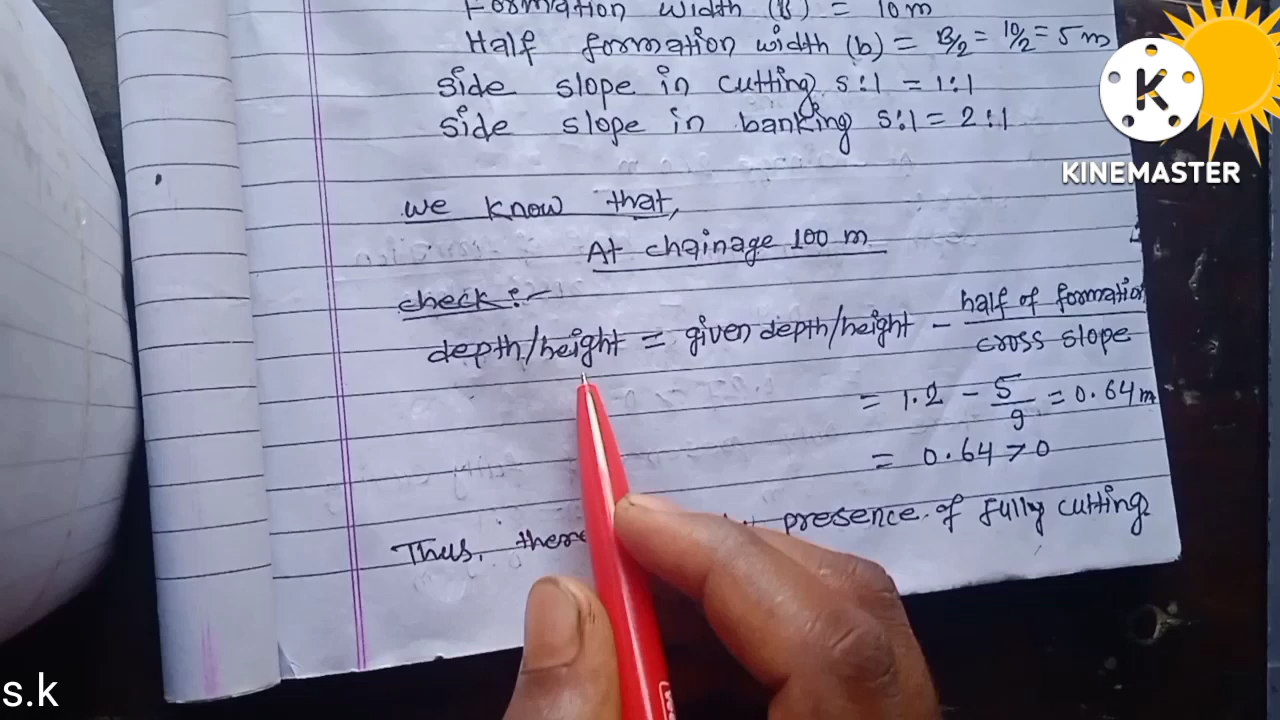 Formation width (B) = 10 m
Half formation width (b) = B/2 = 10/2 = 5 m
side slope in cutting s:1 = 1:1
side slope in banking s:1 = 2:1
K
KINEMASTER
we know that,
At chainage 100 m
check:-
depth/height = given depth/height - half of formation / cross slope
= 1.2 - 5/9 = 0.64 m
= 0.64 > 0
Thus, there presence of fully cutting
s.k